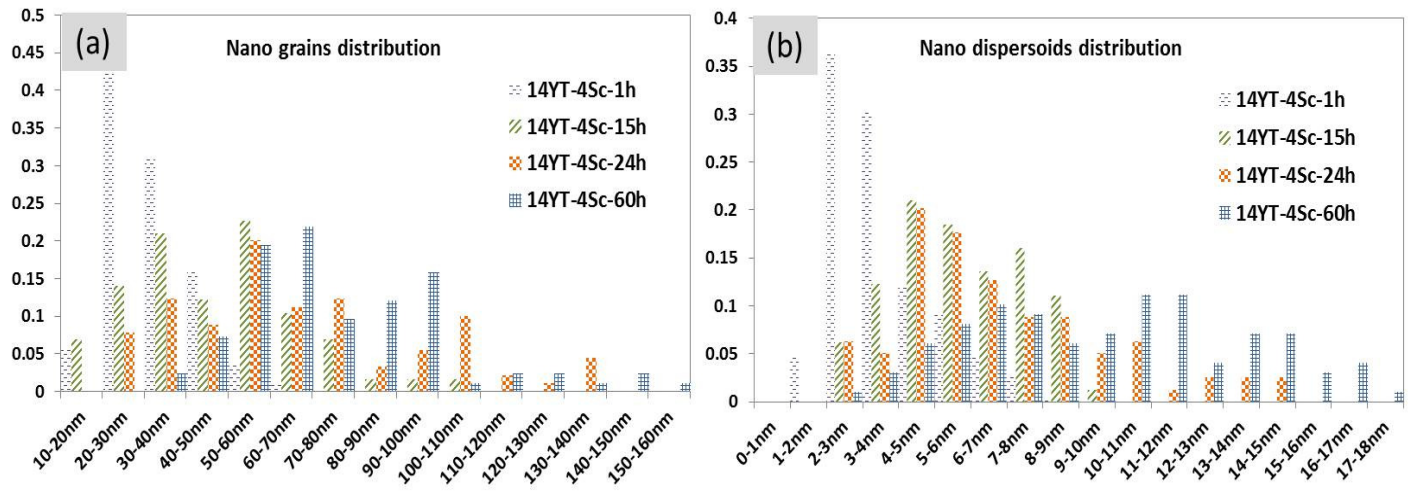 (a)
Nano grains distribution
0.5
0.45
0.4
0.35
0.3
0.25
0.2
0.15
0.1
0.05
0
14YT-4Sc-1h
14YT-4Sc-15h
14YT-4Sc-24h
14YT-4Sc-60h
10-20nm
20-30nm
30-40nm
40-50nm
50-60nm
60-70nm
70-80nm
80-90nm
90-100nm
100-110nm
110-120nm
120-130nm
130-140nm
140-150nm
150-160nm
(b)
Nano dispersoids distribution
0.4
0.35
0.3
0.25
0.2
0.15
0.1
0.05
0
14YT-4Sc-1h
14YT-4Sc-15h
14YT-4Sc-24h
14YT-4Sc-60h
0-1nm
1-2nm
2-3nm
3-4nm
4-5nm
5-6nm
6-7nm
7-8nm
8-9nm
9-10nm
10-11nm
11-12nm
12-13nm
13-14nm
14-15nm
15-16nm
16-17nm
17-18nm